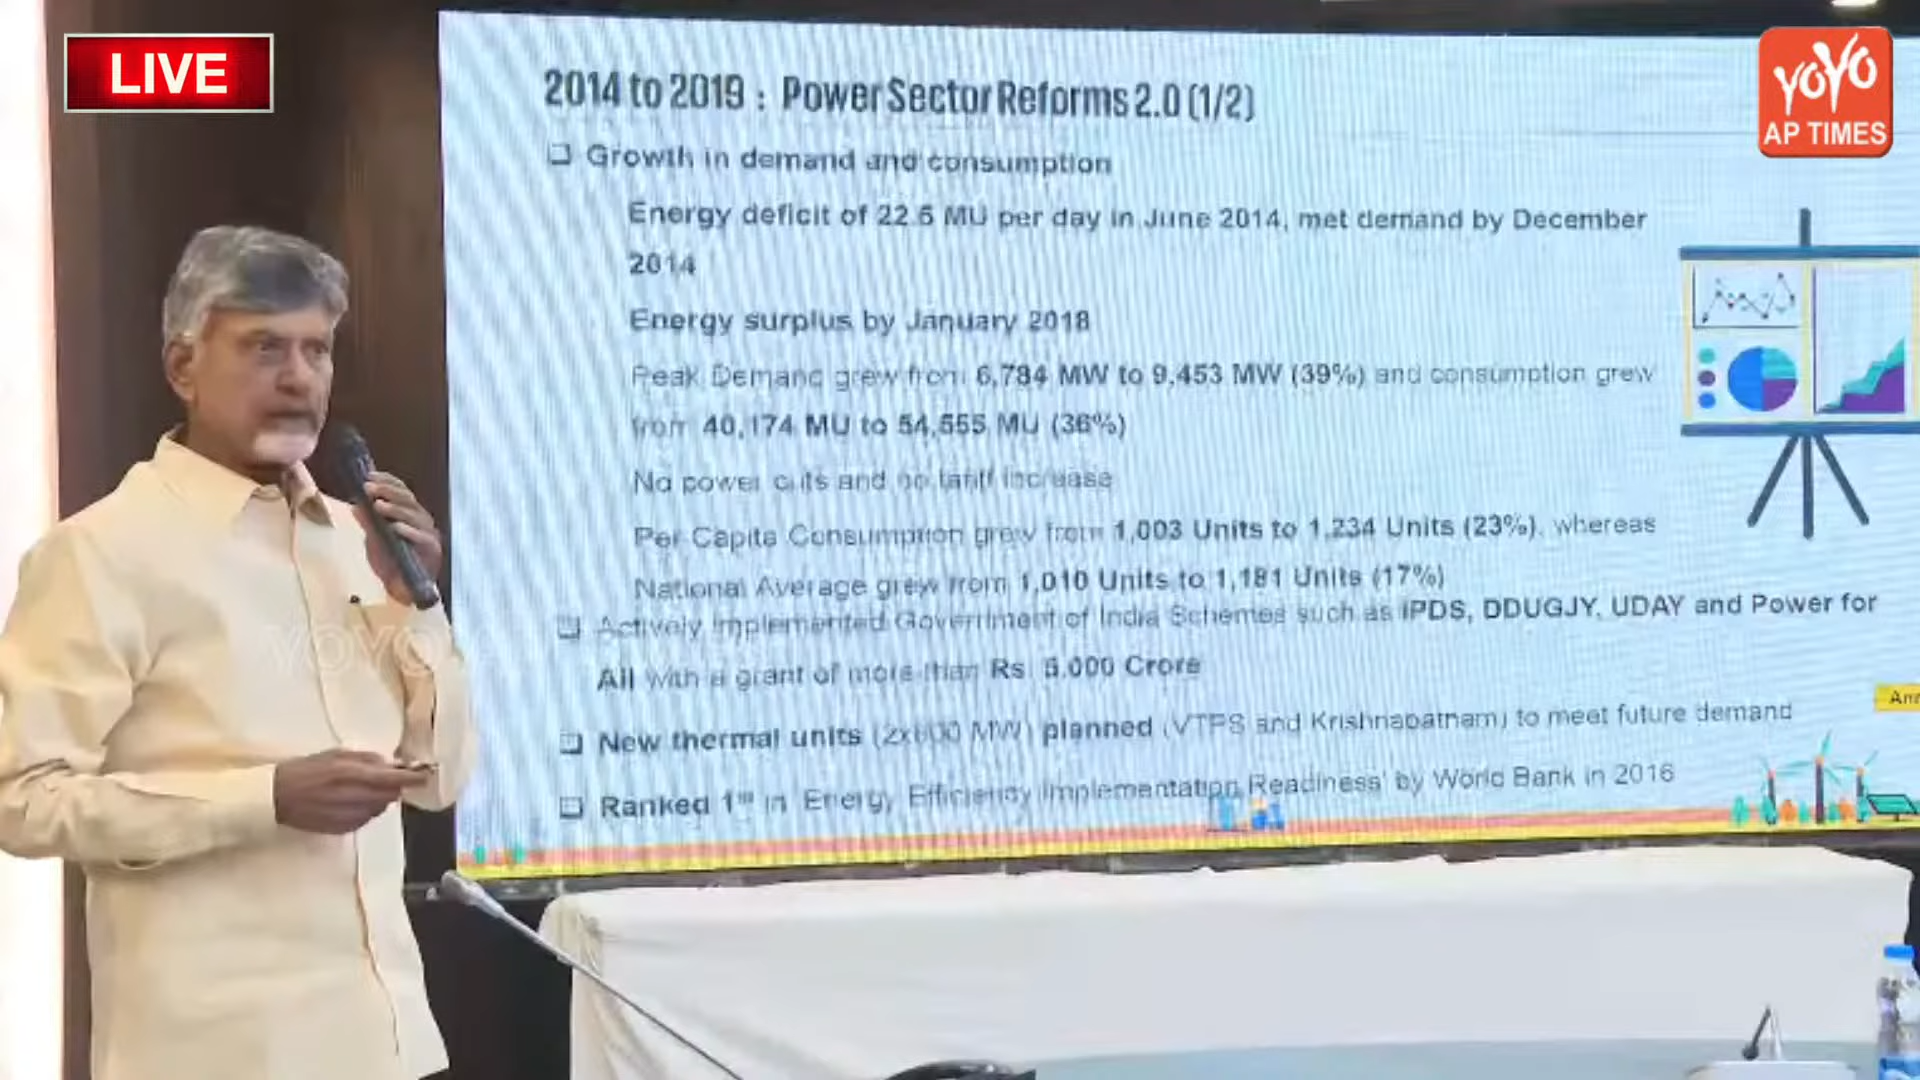 LIVE
YOYO
AP TIMES
2014 to 2019 : Power Sector Reforms 2.0 (1/2)
Growth in demand and consumption
Energy deficit of 22.5 MU per day in June 2014, met demand by December
2014
Energy surplus by January 2018
Peak Demand grew from 6,784 MW to 9,453 MW (39%) and consumption grew
from 40,174 MU to 54,555 MU (36%)
No power cuts and no tariff increase
Per Capita Consumption grew from 1,003 Units to 1,234 Units (23%), whereas
National Average grew from 1,010 Units to 1,181 Units (17%)
Actively Implemented Government of India Schemes such as IPDS, DDUGJY, UDAY and Power for
All with a grant of more than Rs. 5,000 Crore
New thermal units (2x800 MW) planned (VTPS and Krishnapatnam) to meet future demand
Ranked 1st in 'Energy Efficiency Implementation Readiness' by World Bank in 2016
YOYO